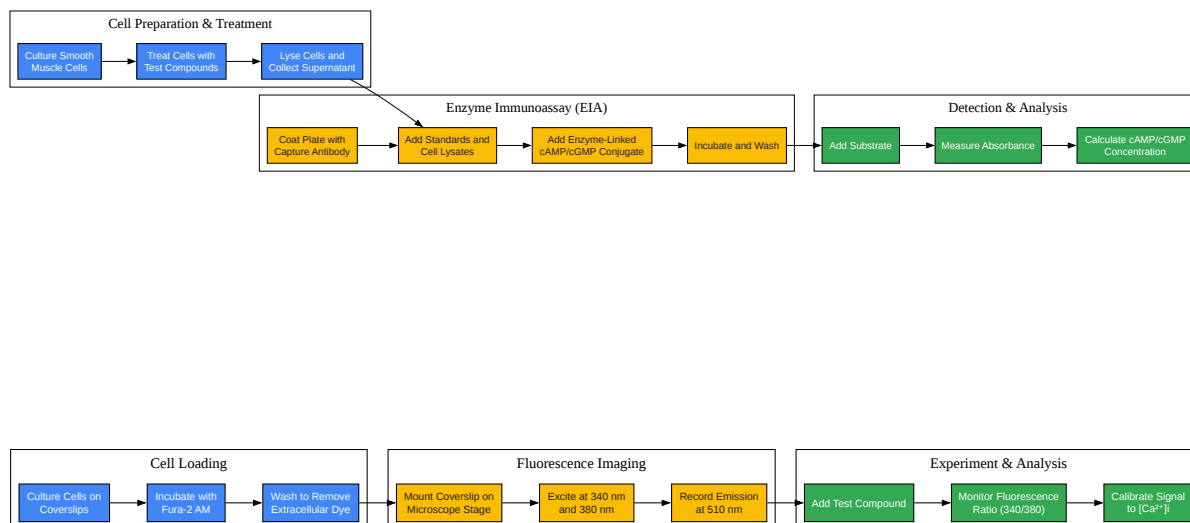 Cell Preparation & Treatment
Culture Smooth
Muscle Cells
Treat Cells with
Test Compounds
Lyse Cells and
Collect Supernatant
Enzyme Immunoassay (EIA)
Coat Plate with
Capture Antibody
Add Standards and
Cell Lysates
Add Enzyme-Linked
cAMP/cGMP Conjugate
Incubate and Wash
Detection & Analysis
Add Substrate
Measure Absorbance
Calculate cAMP/cGMP
Concentration
Cell Loading
Culture Cells on
Coverslips
Incubate with
Fura-2 AM
Wash to Remove
Extracellular Dye
Fluorescence Imaging
Mount Coverslip on
Microscope Stage
Excite at 340 nm
and 380 nm
Record Emission
at 510 nm
Experiment & Analysis
Add Test Compound
Monitor Fluorescence
Ratio (340/380)
Calibrate Signal
to [Ca²⁺]i